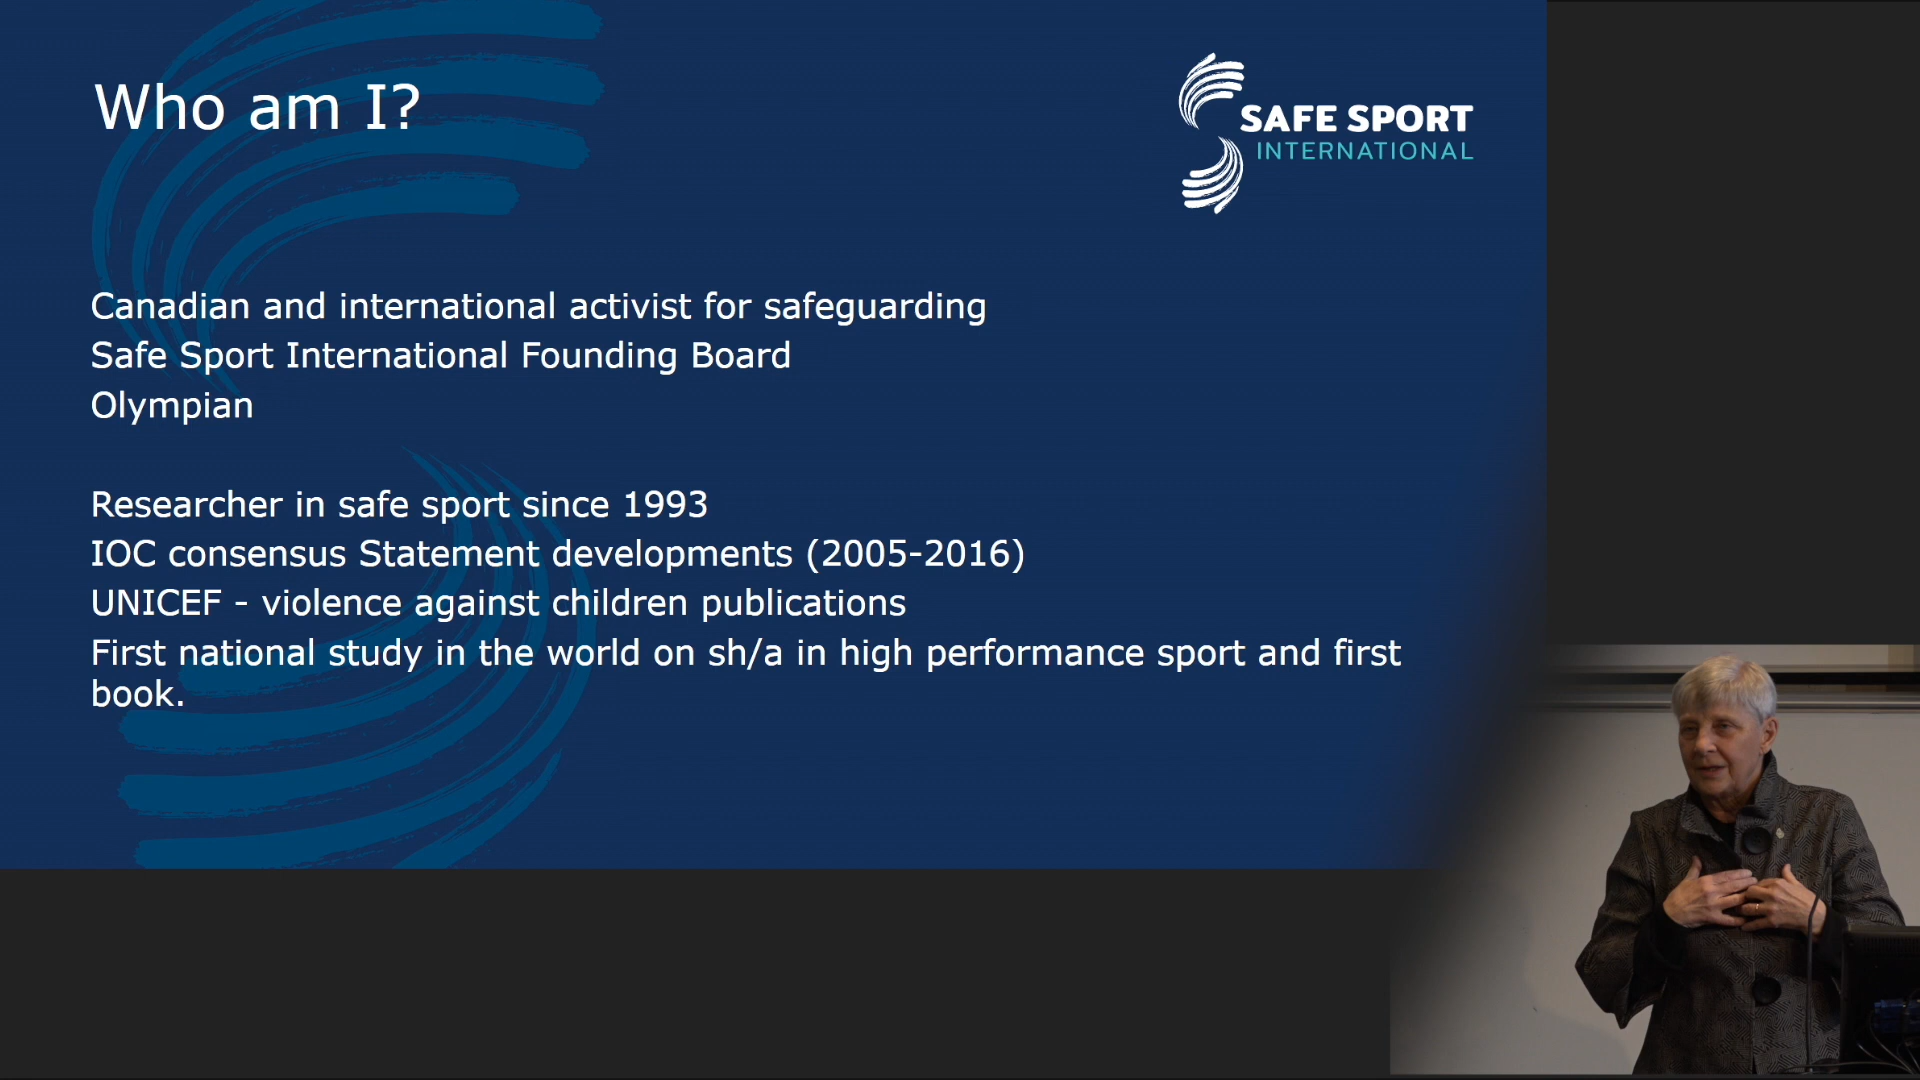 Who am I?
SAFE SPORT
INTERNATIONAL
Canadian and international activist for safeguarding
Safe Sport International Founding Board
Olympian
Researcher in safe sport since 1993
IOC consensus Statement developments (2005-2016)
UNICEF - violence against children publications
First national study in the world on sh/a in high performance sport and first
book.